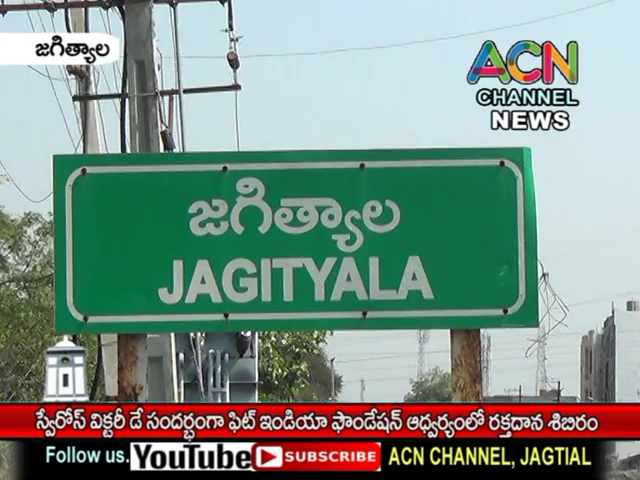 జగిత్యాల
ACN
CHANNEL
NEWS
జగిత్యాల
JAGITYALA
స్వేరోస్ విక్టరీ డే సందర్భంగా ఫిట్ ఇండియా ఫౌండేషన్ ఆధ్వర్యంలో రక్తదాన శిబిరం
Follow us. YouTube SUBSCRIBE ACN CHANNEL, JAGTIAL